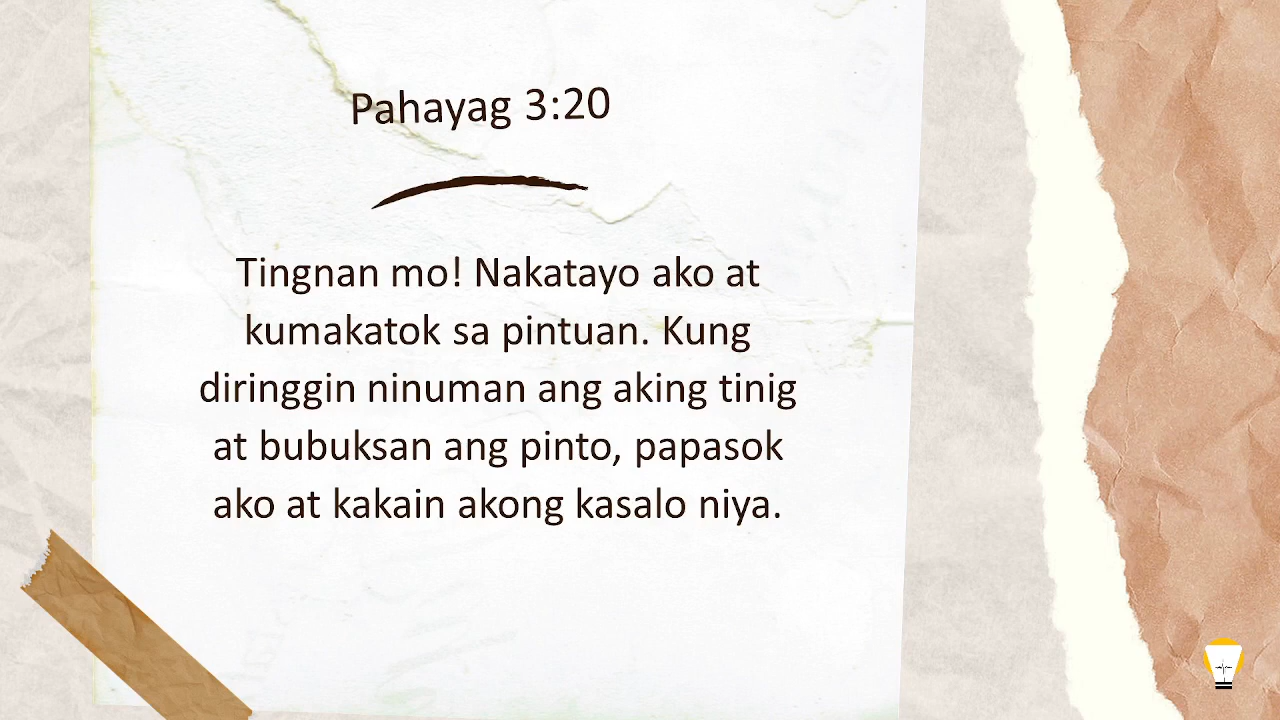 Pahayag 3:20
Tingnan mo! Nakatayo ako at
kumakatok sa pintuan. Kung
diringgin ninuman ang aking tinig
at bubuksan ang pinto, papasok
ako at kakain akong kasalo niya.